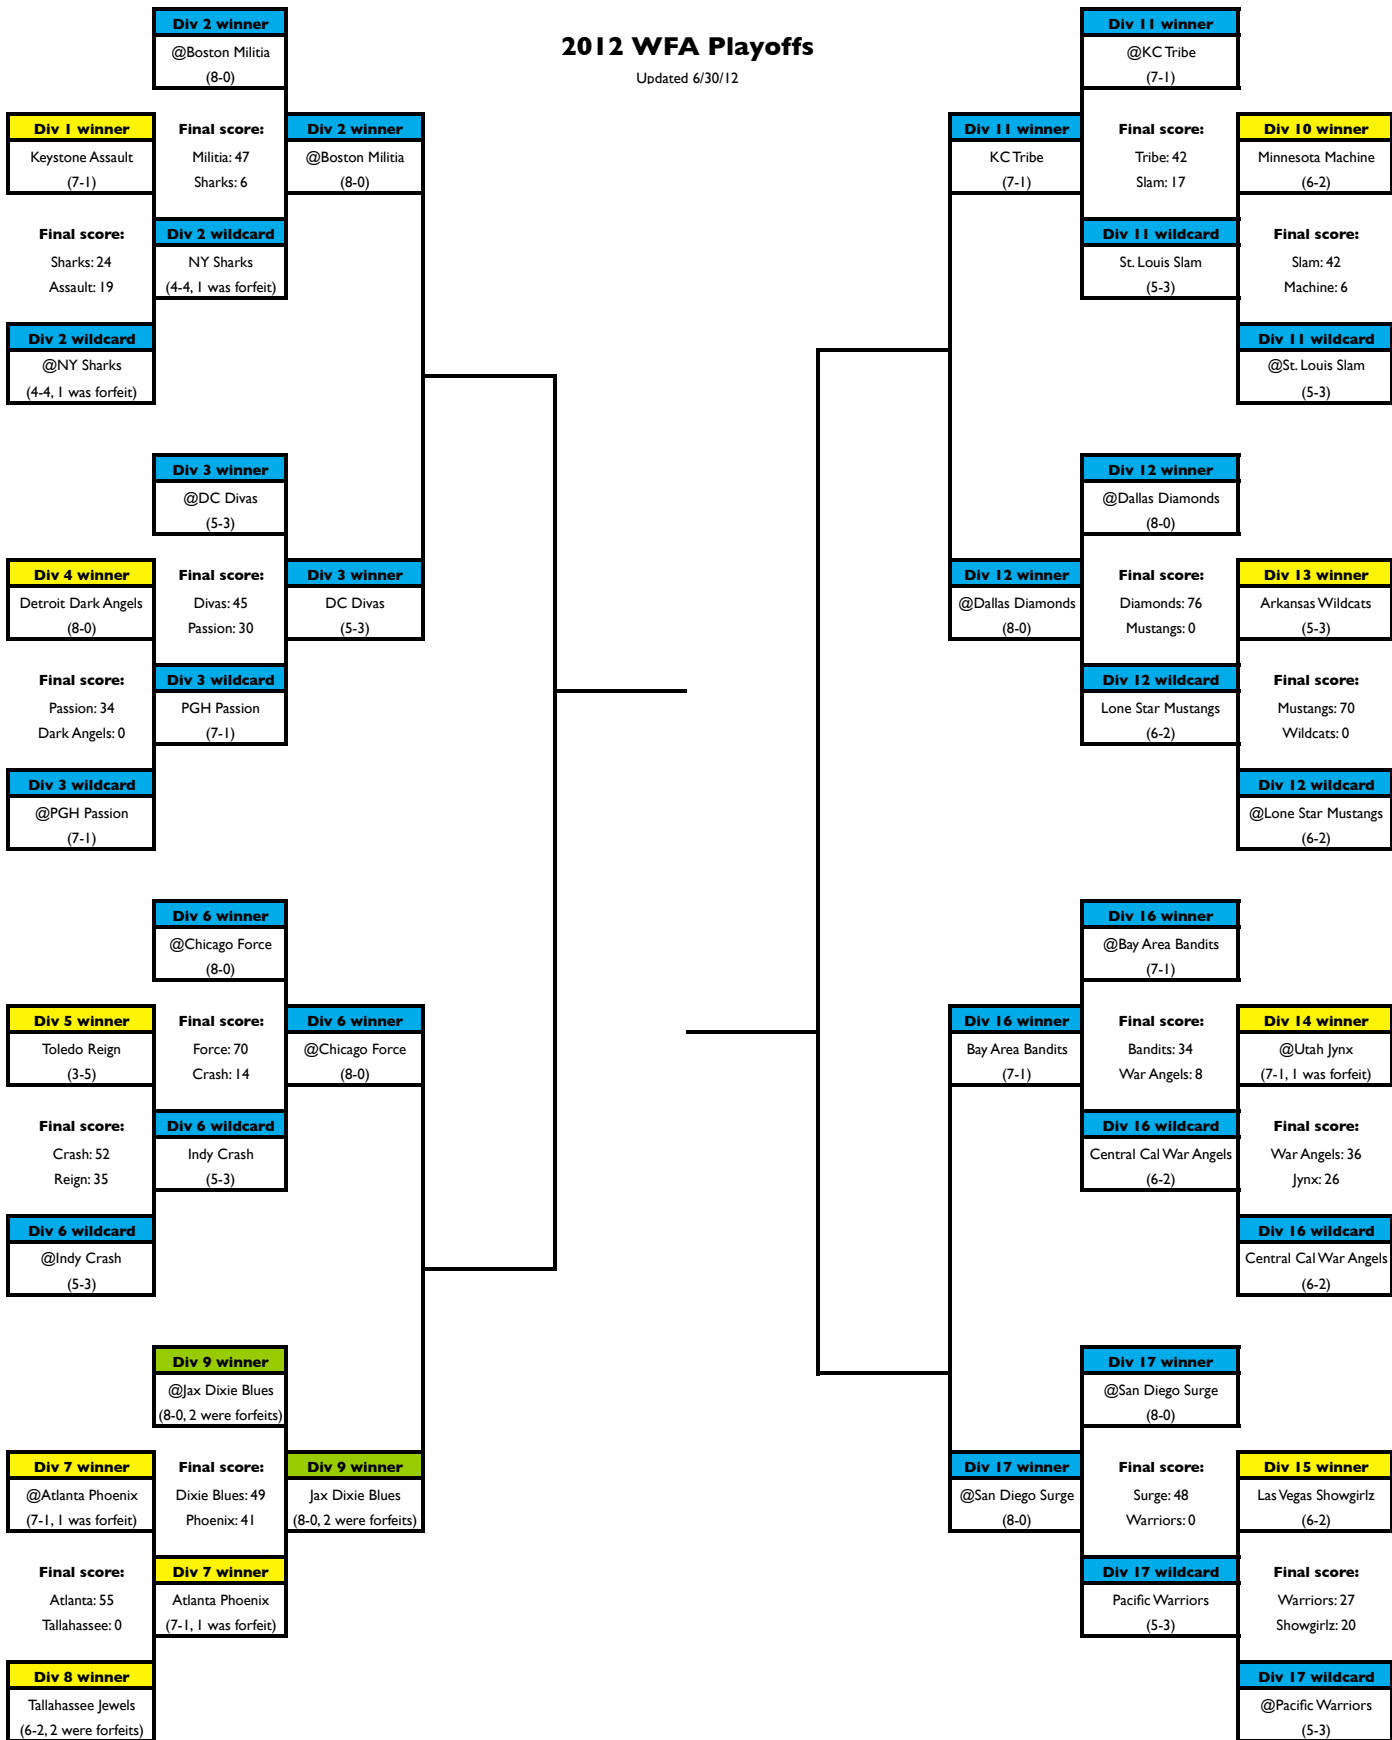 2012 WFA Playoffs
Updated 6/30/12
Div 2 winner
@Boston Militia
(8-0)
Div 1 winner
Keystone Assault
(7-1)
Final score:
Militia: 47
Sharks: 6
Div 2 winner
@Boston Militia
(8-0)
Final score:
Sharks: 24
Assault: 19
Div 2 wildcard
NY Sharks
(4-4, 1 was forfeit)
Div 2 wildcard
@NY Sharks
(4-4, 1 was forfeit)
Div 3 winner
@DC Divas
(5-3)
Div 4 winner
Detroit Dark Angels
(8-0)
Final score:
Divas: 45
Passion: 30
Div 3 winner
DC Divas
(5-3)
Final score:
Passion: 34
Dark Angels: 0
Div 3 wildcard
PGH Passion
(7-1)
Div 3 wildcard
@PGH Passion
(7-1)
Div 6 winner
@Chicago Force
(8-0)
Div 5 winner
Toledo Reign
(3-5)
Final score:
Force: 70
Crash: 14
Div 6 winner
@Chicago Force
(8-0)
Final score:
Crash: 52
Reign: 35
Div 6 wildcard
Indy Crash
(5-3)
Div 6 wildcard
@Indy Crash
(5-3)
Div 9 winner
@Jax Dixie Blues
(8-0, 2 were forfeits)
Div 7 winner
@Atlanta Phoenix
(7-1, 1 was forfeit)
Final score:
Dixie Blues: 49
Phoenix: 41
Div 9 winner
Jax Dixie Blues
(8-0, 2 were forfeits)
Final score:
Atlanta: 55
Tallahassee: 0
Div 7 winner
Atlanta Phoenix
(7-1, 1 was forfeit)
Div 8 winner
Tallahassee Jewels
(6-2, 2 were forfeits)
Div 11 winner
@KC Tribe
(7-1)
Div 11 winner
KC Tribe
(7-1)
Final score:
Tribe: 42
Slam: 17
Div 10 winner
Minnesota Machine
(6-2)
Div 11 wildcard
St. Louis Slam
(5-3)
Final score:
Slam: 42
Machine: 6
Div 11 wildcard
@St. Louis Slam
(5-3)
Div 12 winner
@Dallas Diamonds
(8-0)
Div 12 winner
@Dallas Diamonds
(8-0)
Final score:
Diamonds: 76
Mustangs: 0
Div 13 winner
Arkansas Wildcats
(5-3)
Div 12 wildcard
Lone Star Mustangs
(6-2)
Final score:
Mustangs: 70
Wildcats: 0
Div 12 wildcard
@Lone Star Mustangs
(6-2)
Div 16 winner
@Bay Area Bandits
(7-1)
Div 16 winner
Bay Area Bandits
(7-1)
Final score:
Bandits: 34
War Angels: 8
Div 14 winner
@Utah Jynx
(7-1, 1 was forfeit)
Div 16 wildcard
Central Cal War Angels
(6-2)
Final score:
War Angels: 36
Jynx: 26
Div 16 wildcard
Central Cal War Angels
(6-2)
Div 17 winner
@San Diego Surge
(8-0)
Div 17 winner
@San Diego Surge
(8-0)
Final score:
Surge: 48
Warriors: 0
Div 15 winner
Las Vegas Showgirlz
(6-2)
Div 17 wildcard
Pacific Warriors
(5-3)
Final score:
Warriors: 27
Showgirlz: 20
Div 17 wildcard
@Pacific Warriors
(5-3)